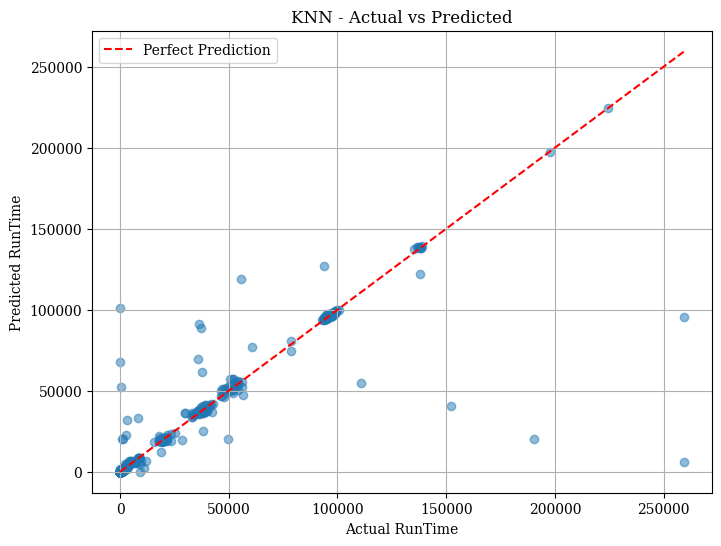 KNN - Actual vs Predicted
Perfect Prediction
Predicted RunTime
250000
200000
150000
100000
50000
0
0 50000 100000 150000 200000 250000
Actual RunTime